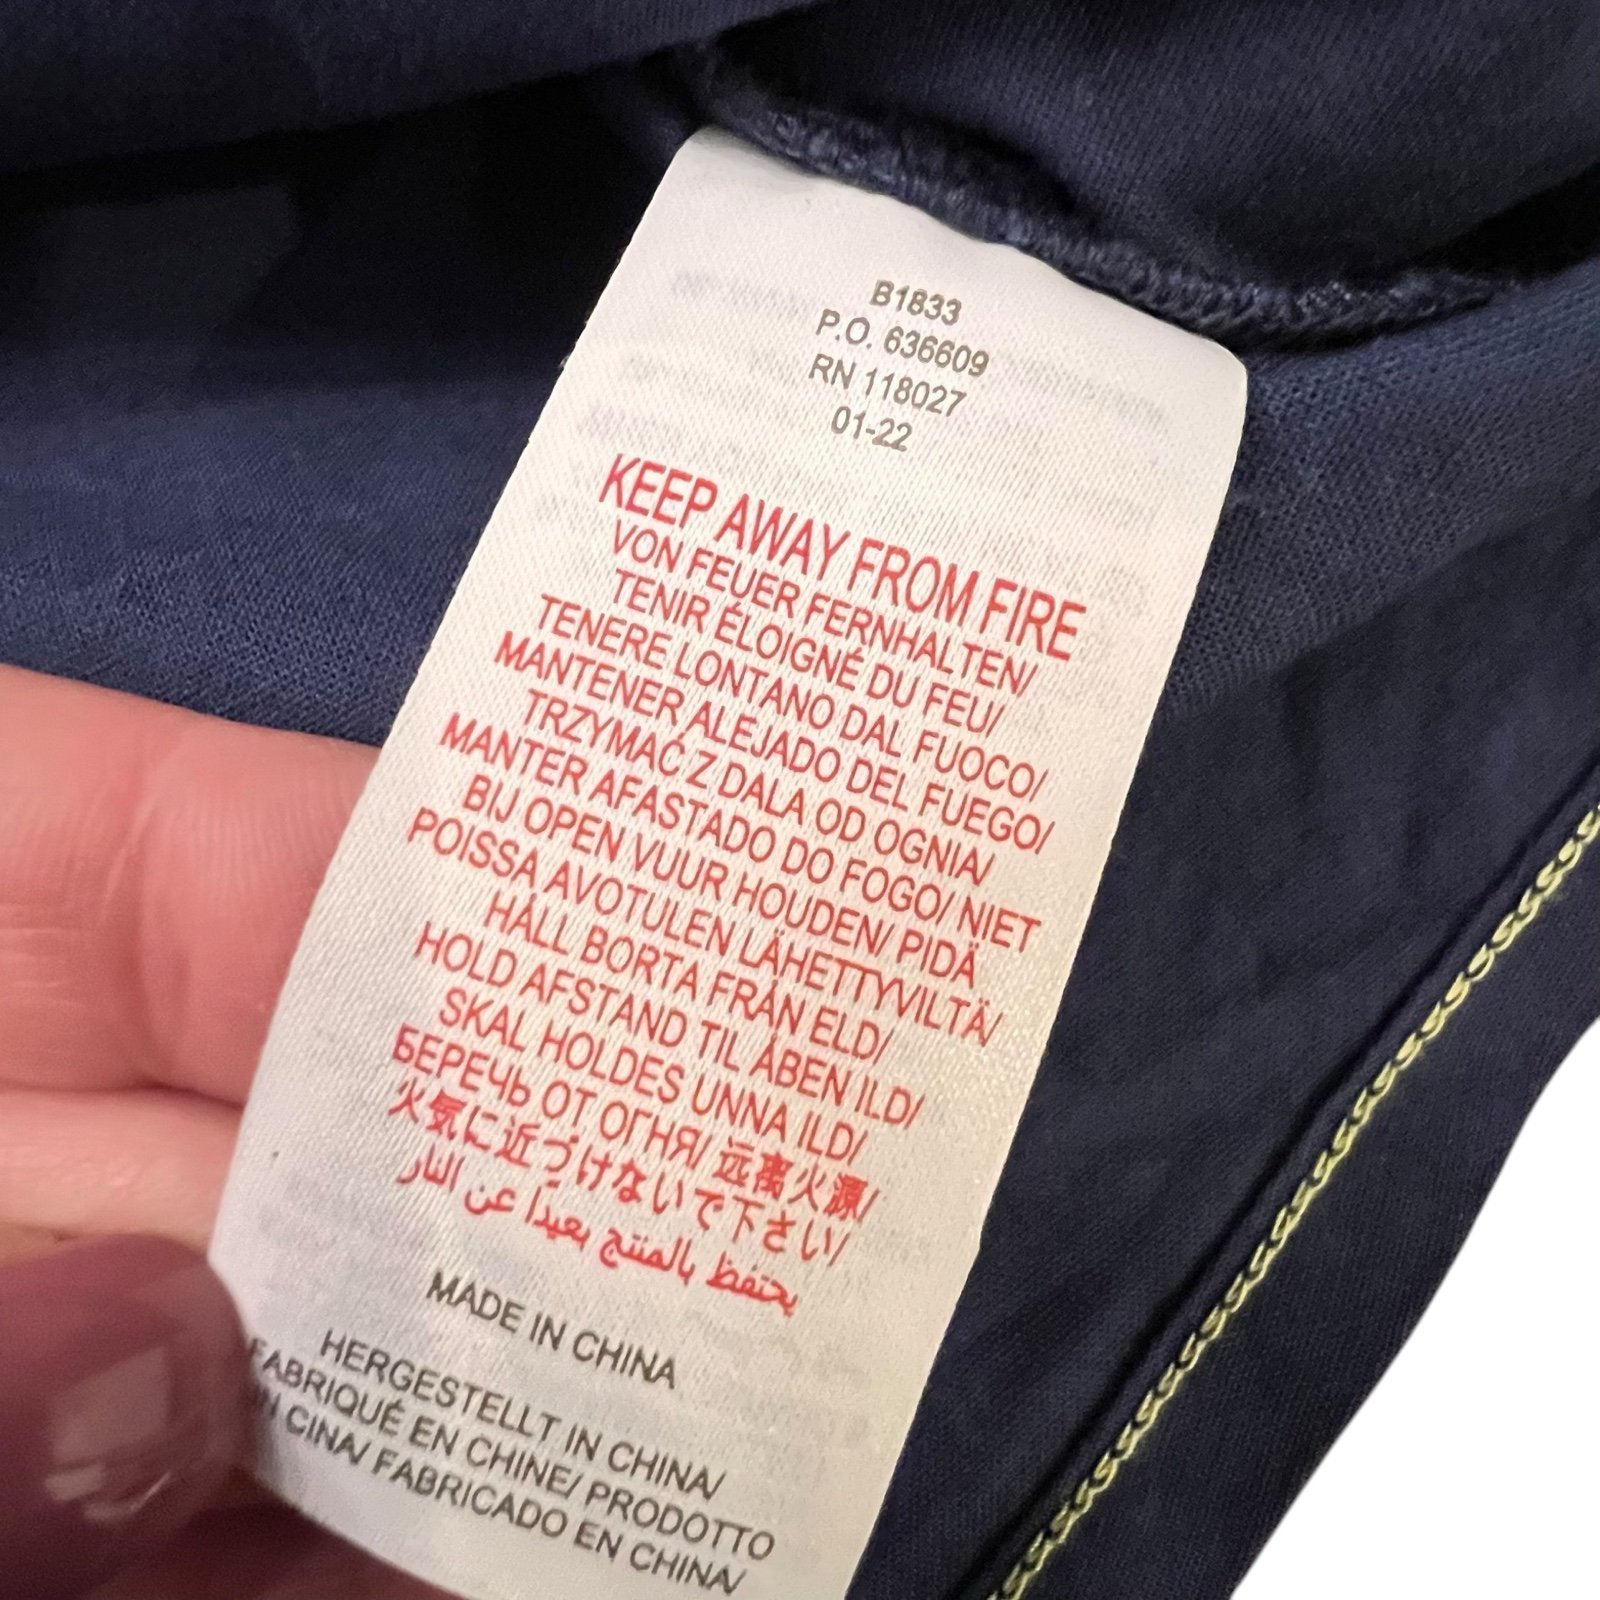 B1833
P.O. 636609
RN 118027
01-22
KEEP AWAY FROM FIRE
VON FEUER FERNHALTEN/
TENIR ÉLOIGNÉ DU FEU/
TENERE LONTANO DAL FUOCO/
MANTENER ALEJADO DEL FUEGO/
TRZYMAĆ Z DALA OD OGNIA/
MANTER AFASTADO DO FOGO/ NIET
BIJ OPEN VUUR HOUDEN/ PIDÄ
POISSA AVOTULEN LÄHETTYVILTÄ/
HÅLL BORTA FRÅN ELD/
HOLD AFSTAND TIL ÅBEN ILD/
SKAL HOLDES UNNA ILD/
БЕРЕЧЬ ОТ ОГНЯ/ 远离火源/
火気に近づけないで下さい/
يحتفظ بالمنتج بعيدا عن النار
MADE IN CHINA
HERGESTELLT IN CHINA/
FABRIQUÉ EN CHINE/ PRODOTTO
IN CINA/ FABRICADO EN CHINA/